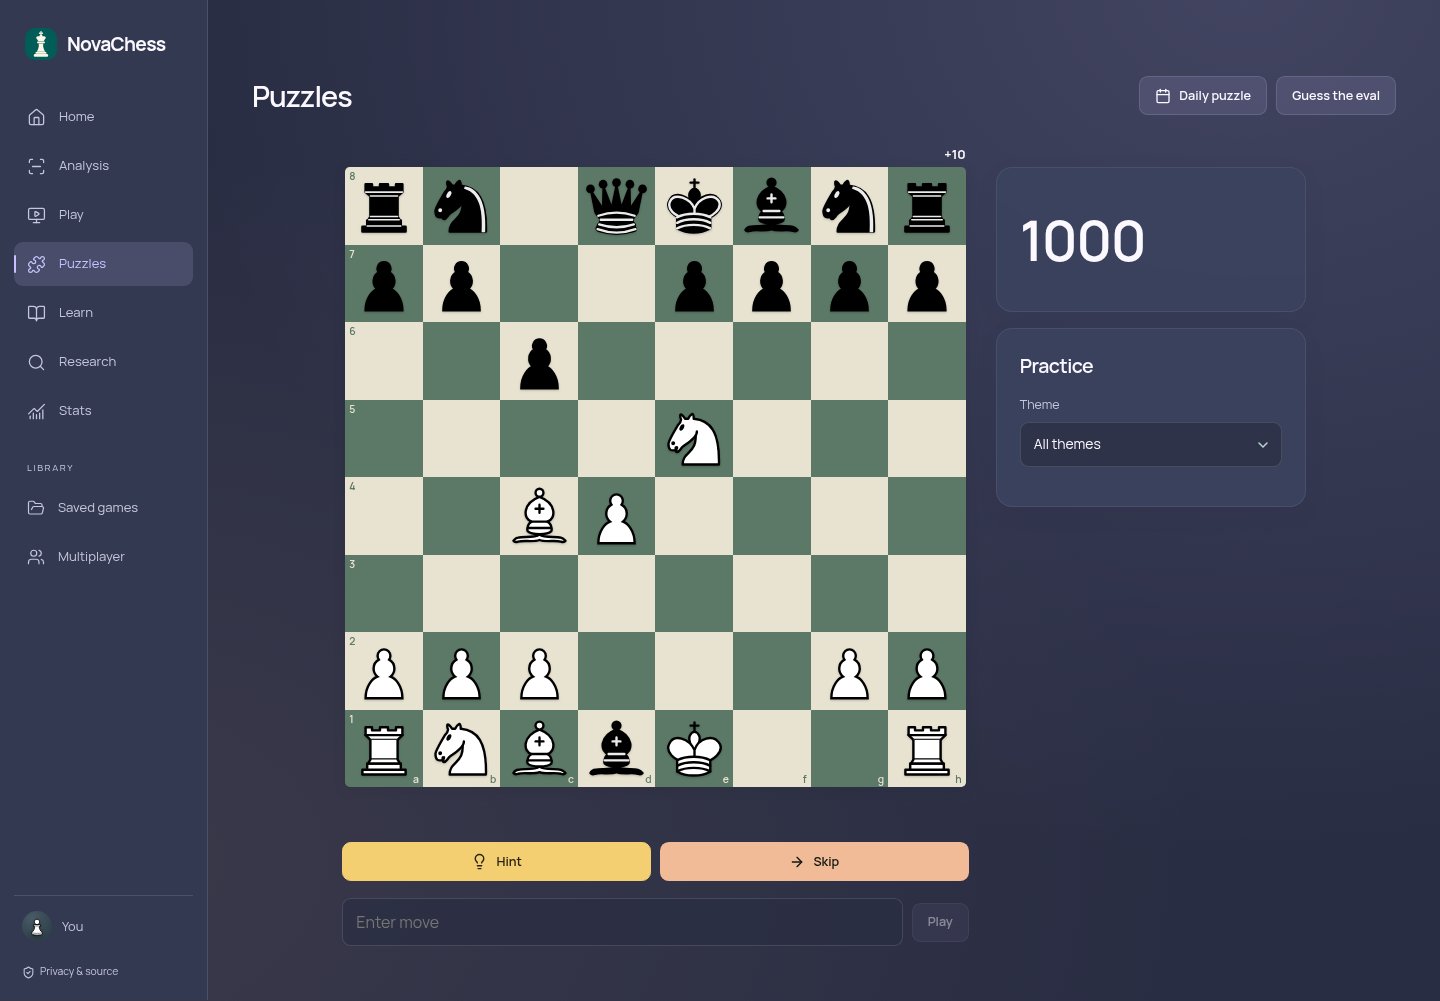 NovaChess
Home
Analysis
Play
Puzzles
Learn
Research
Stats
LIBRARY
Saved games
Multiplayer
You
Privacy & source
Puzzles
Daily puzzle
Guess the eval
+10
8
7
6
5
4
3
2
1
a b c d e f g h
Hint
Skip
Enter move
Play
1000
Practice
Theme
All themes